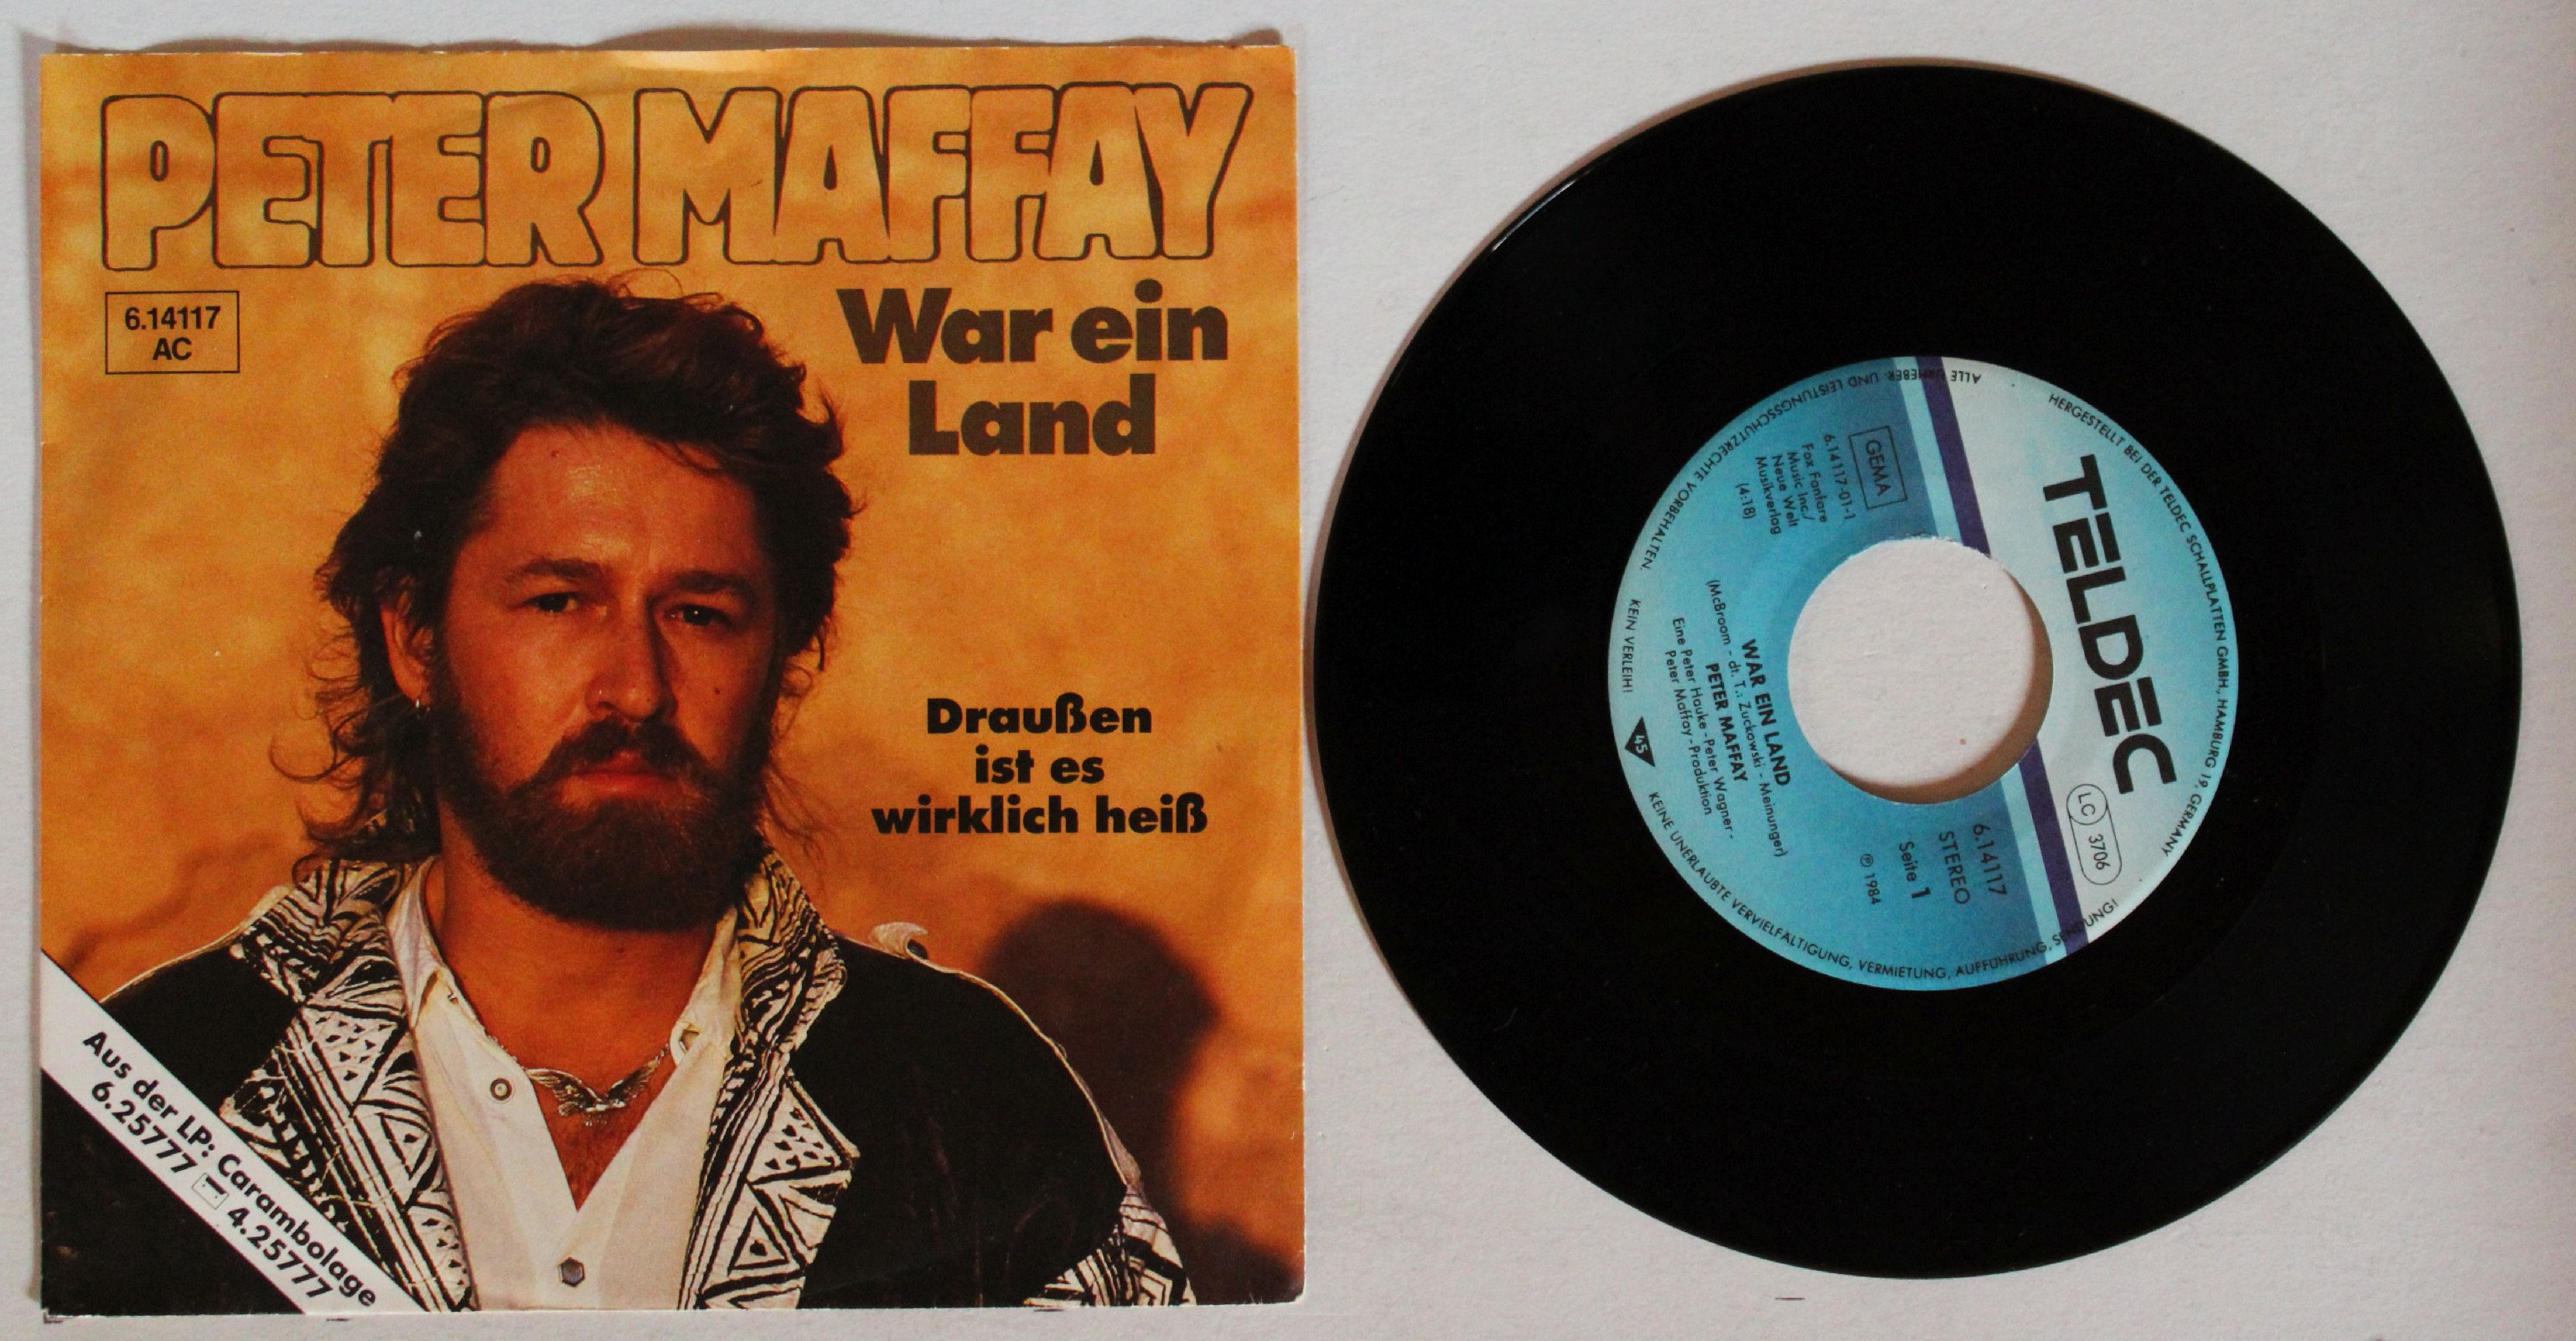 PETER MAFFAY
6.14117
AC
War ein
Land
Draußen
ist es
wirklich heiß
Aus der LP: Carambolage
6.25777 4.25777
HERGESTELLT BEI DER TELDEC SCHALLPLATTEN GMBH., HAMBURG 19, GERMANY
TELDEC
LC 3706
GEMA
6.14117-01-1
Fox Fanfare
Music Inc./
Neue Welt
Musikverlag
(4:18)
6.14117
STEREO
Seite 1
℗ 1984
WAR EIN LAND
(McBroom - dt. T.: Zuckowski - Meinunger)
PETER MAFFAY
Eine Peter Hauke-Peter Wagner-
Peter Maffay-Produktion
45
ALLE URHEBER- UND LEISTUNGSSCHUTZRECHTE VORBEHALTEN.
KEIN VERLEIH!
KEINE UNERLAUBTE VERVIELFÄLTIGUNG, VERMIETUNG, AUFFÜHRUNG, SENDUNG!